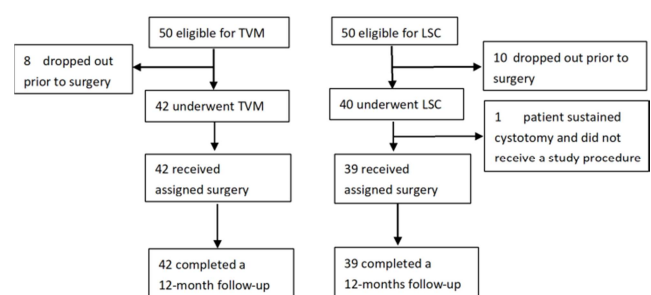 50 eligible for TVM
50 eligible for LSC
8 dropped out
prior to surgery
10 dropped out prior to
surgery
42 underwent TVM
40 underwent LSC
1 patient sustained
cystotomy and did not
receive a study procedure
42 received
assigned surgery
39 received
assigned surgery
42 completed a
12-month follow-up
39 completed a
12-months follow-up